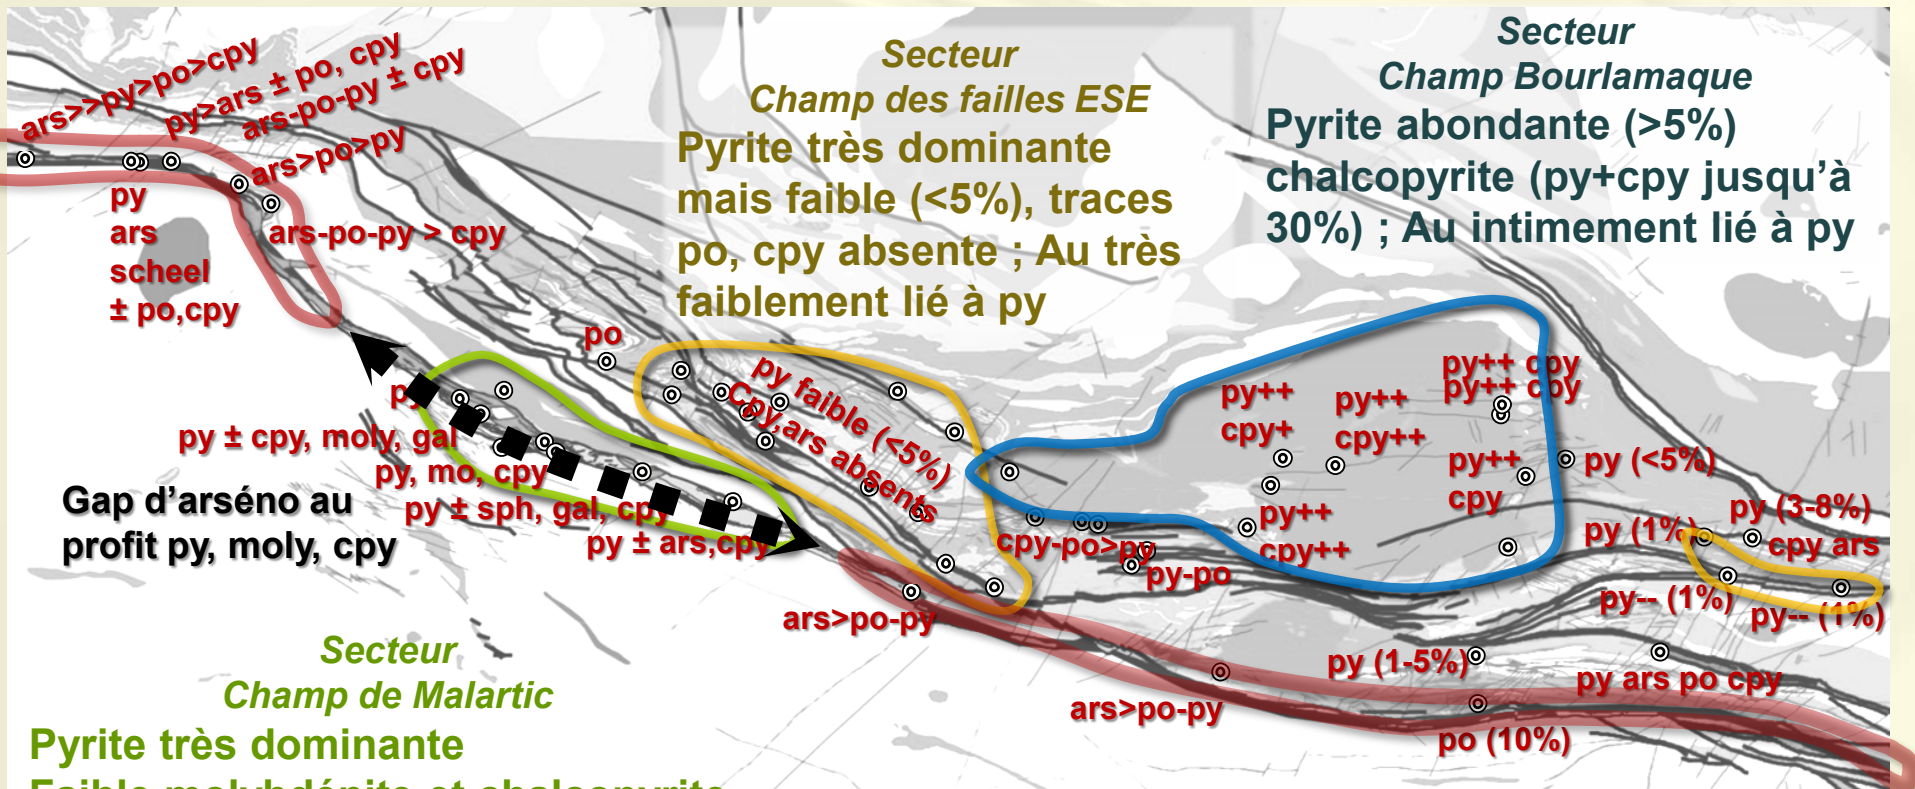 ars>>py>po>cpy
py>ars ± po, cpy
ars-po-py ± cpy
ars>po>py
py
ars
scheel
± po,cpy
ars-po-py > cpy
Secteur
Champ des failles ESE
Pyrite très dominante
mais faible (<5%), traces
po, cpy absente ; Au très
faiblement lié à py
Secteur
Champ Bourlamaque
Pyrite abondante (>5%)
chalcopyrite (py+cpy jusqu'à
30%) ; Au intimement lié à py
po
py faible (<5%)
Cpy,ars absents
py
py ± cpy, moly, gal
py, mo, cpy
py ± sph, gal, cpy
py ± ars,cpy
Gap d'arséno au
profit py, moly, cpy
py++
cpy+
py++
cpy++
py++ cpy
py++ cpy
py++
cpy
py++
cpy++
py (<5%)
py (3-8%)
cpy ars
py (1%)
py-- (1%)
py-- (1%)
cpy-po>py
py-po
ars>po-py
ars>po-py
py (1-5%)
py ars po cpy
po (10%)
Secteur
Champ de Malartic
Pyrite très dominante
Faible molybdénite et chalcopyrite